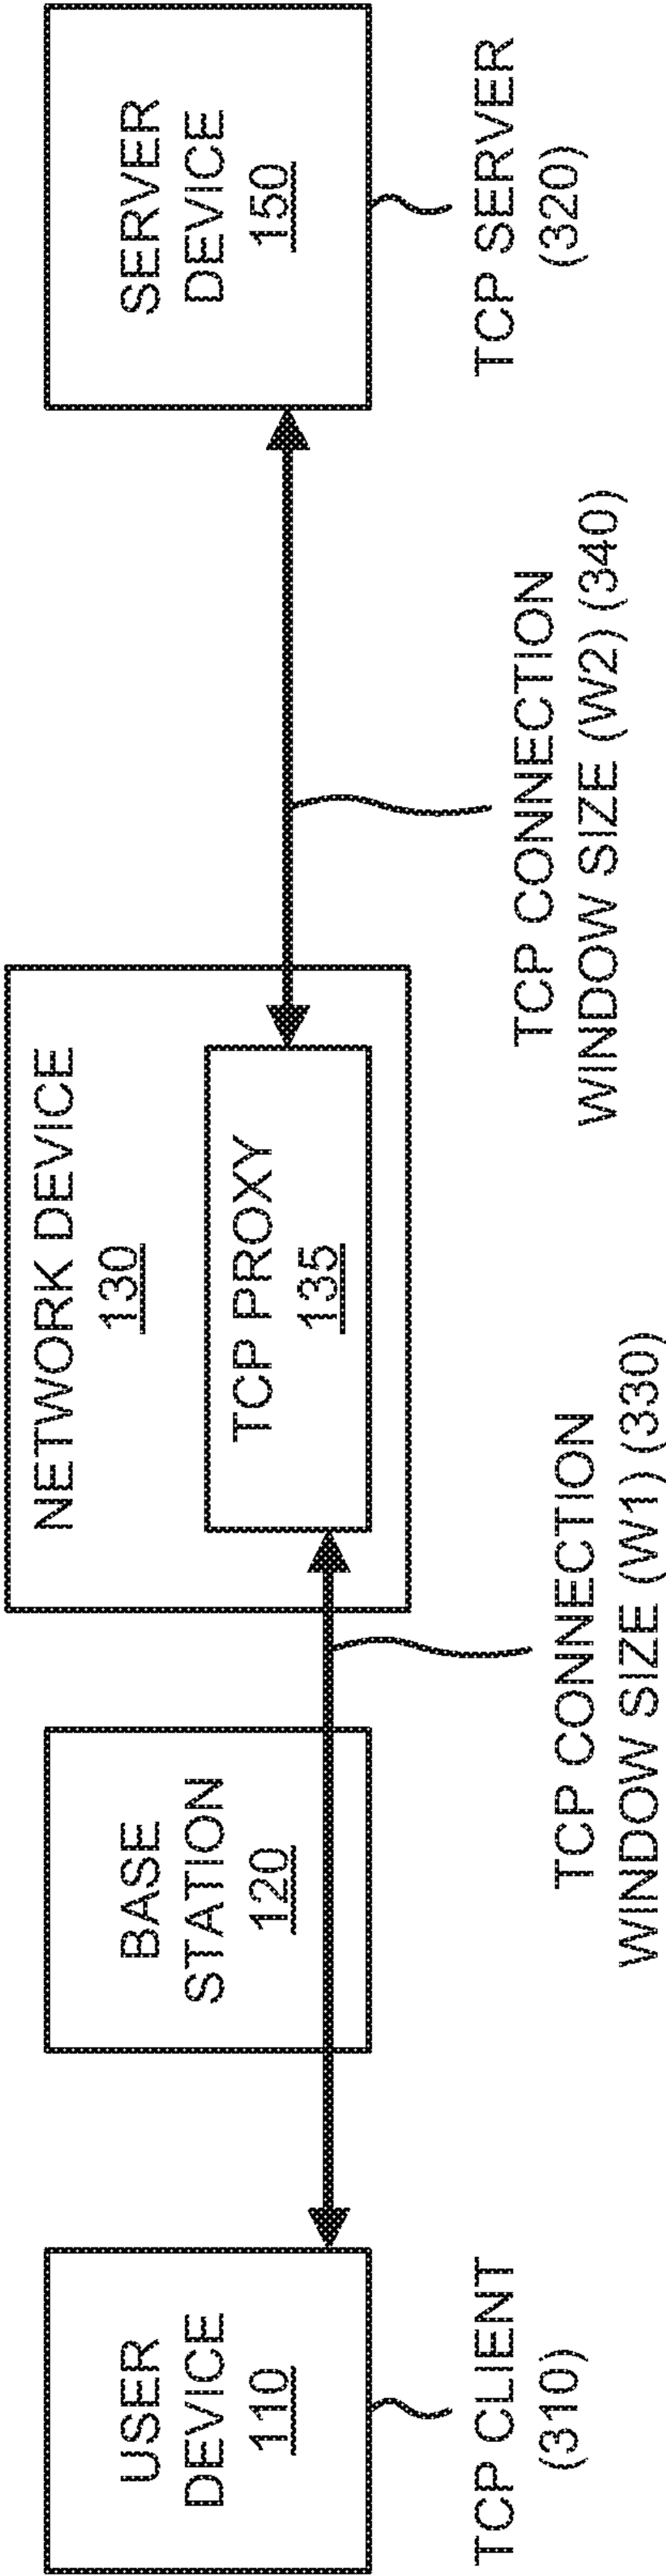 USER
DEVICE
110
TCP CLIENT
(310)
BASE
STATION
120
NETWORK DEVICE
130
TCP PROXY
135
TCP CONNECTION
WINDOW SIZE (W1) (330)
TCP CONNECTION
WINDOW SIZE (W2) (340)
SERVER
DEVICE
150
TCP SERVER
(320)